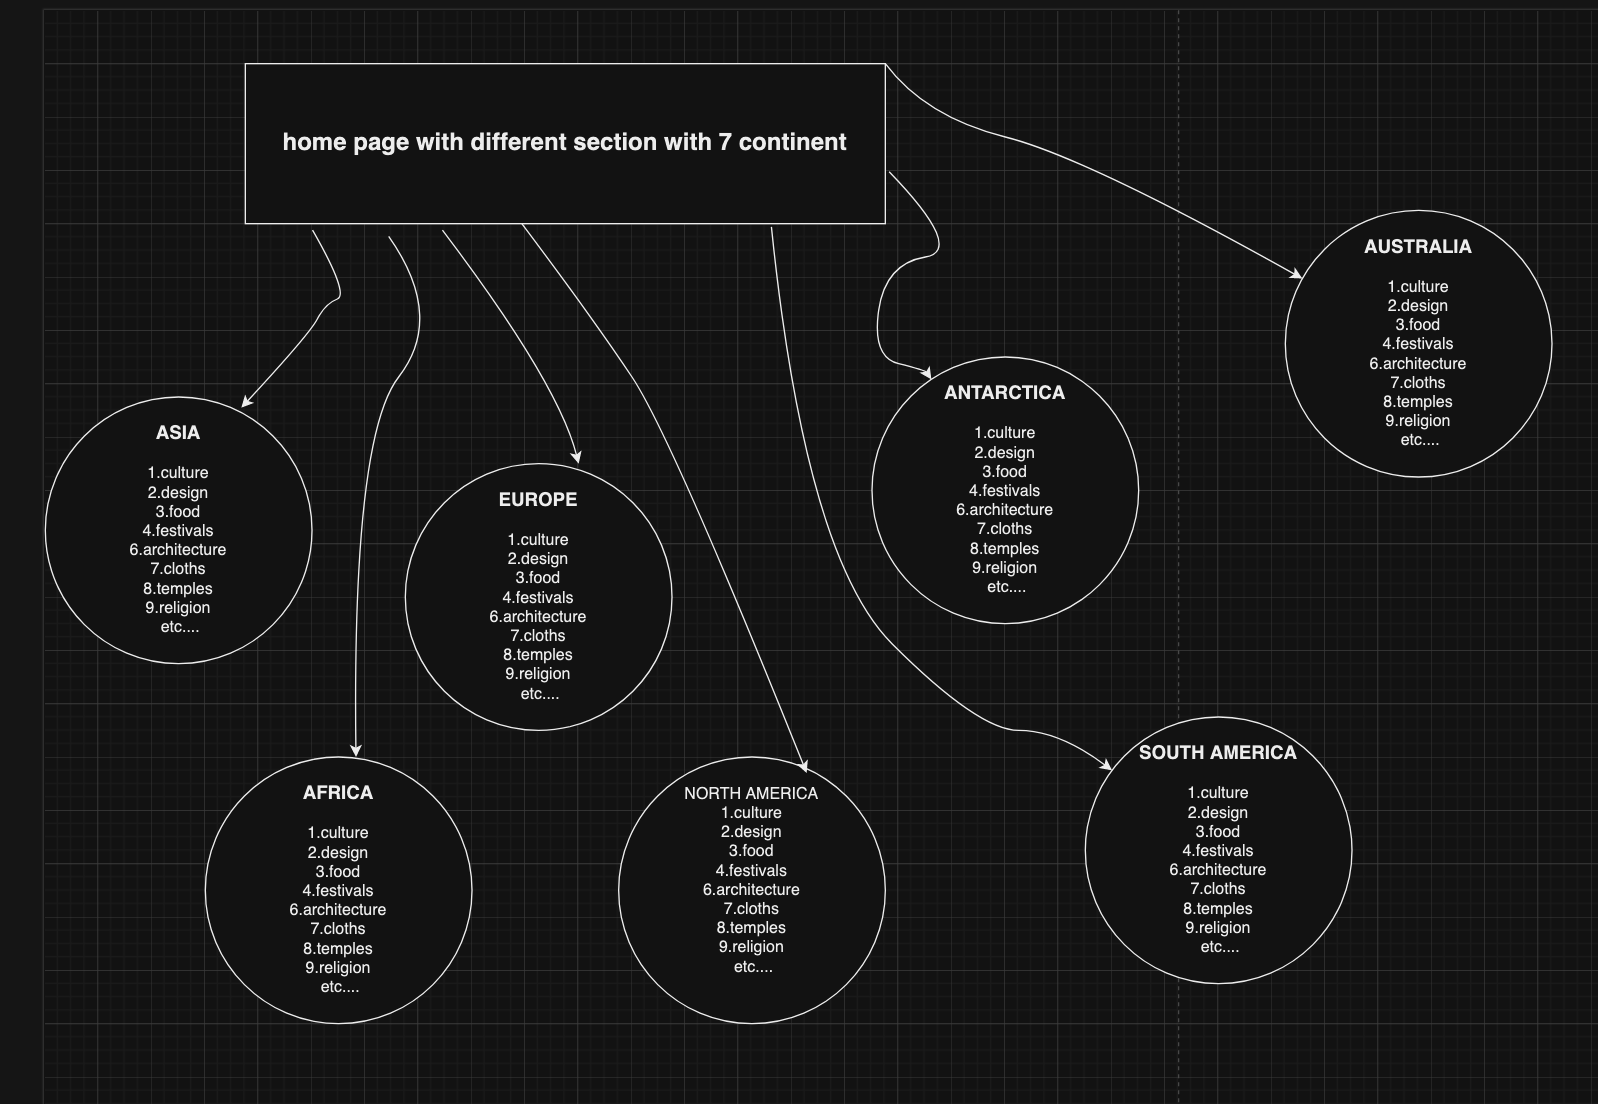 home page with different section with 7 continent
AUSTRALIA
1.culture
2.design
3.food
4.festivals
6.architecture
7.cloths
8.temples
9.religion
etc....
ANTARCTICA
1.culture
2.design
3.food
4.festivals
6.architecture
7.cloths
8.temples
9.religion
etc....
ASIA
1.culture
2.design
3.food
4.festivals
6.architecture
7.cloths
8.temples
9.religion
etc....
EUROPE
1.culture
2.design
3.food
4.festivals
6.architecture
7.cloths
8.temples
9.religion
etc....
SOUTH AMERICA
1.culture
2.design
3.food
4.festivals
6.architecture
7.cloths
8.temples
9.religion
etc....
AFRICA
1.culture
2.design
3.food
4.festivals
6.architecture
7.cloths
8.temples
9.religion
etc....
NORTH AMERICA
1.culture
2.design
3.food
4.festivals
6.architecture
7.cloths
8.temples
9.religion
etc....